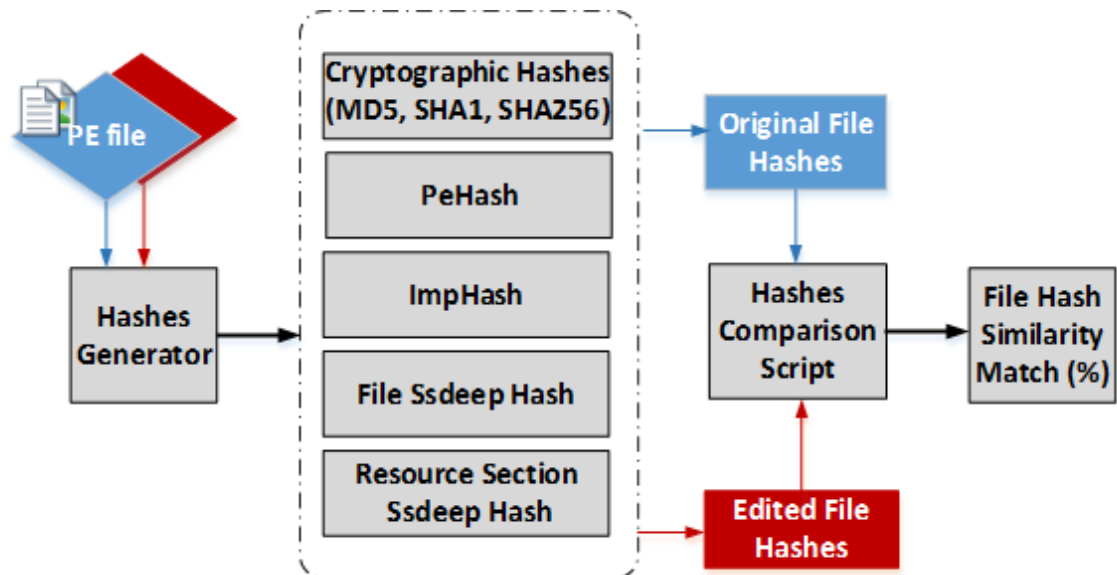 PE file
Hashes
Generator
Cryptographic Hashes
(MD5, SHA1, SHA256)
PeHash
ImpHash
File Ssdeep Hash
Resource Section
Ssdeep Hash
Original File
Hashes
Hashes
Comparison
Script
Edited File
Hashes
File Hash
Similarity
Match (%)